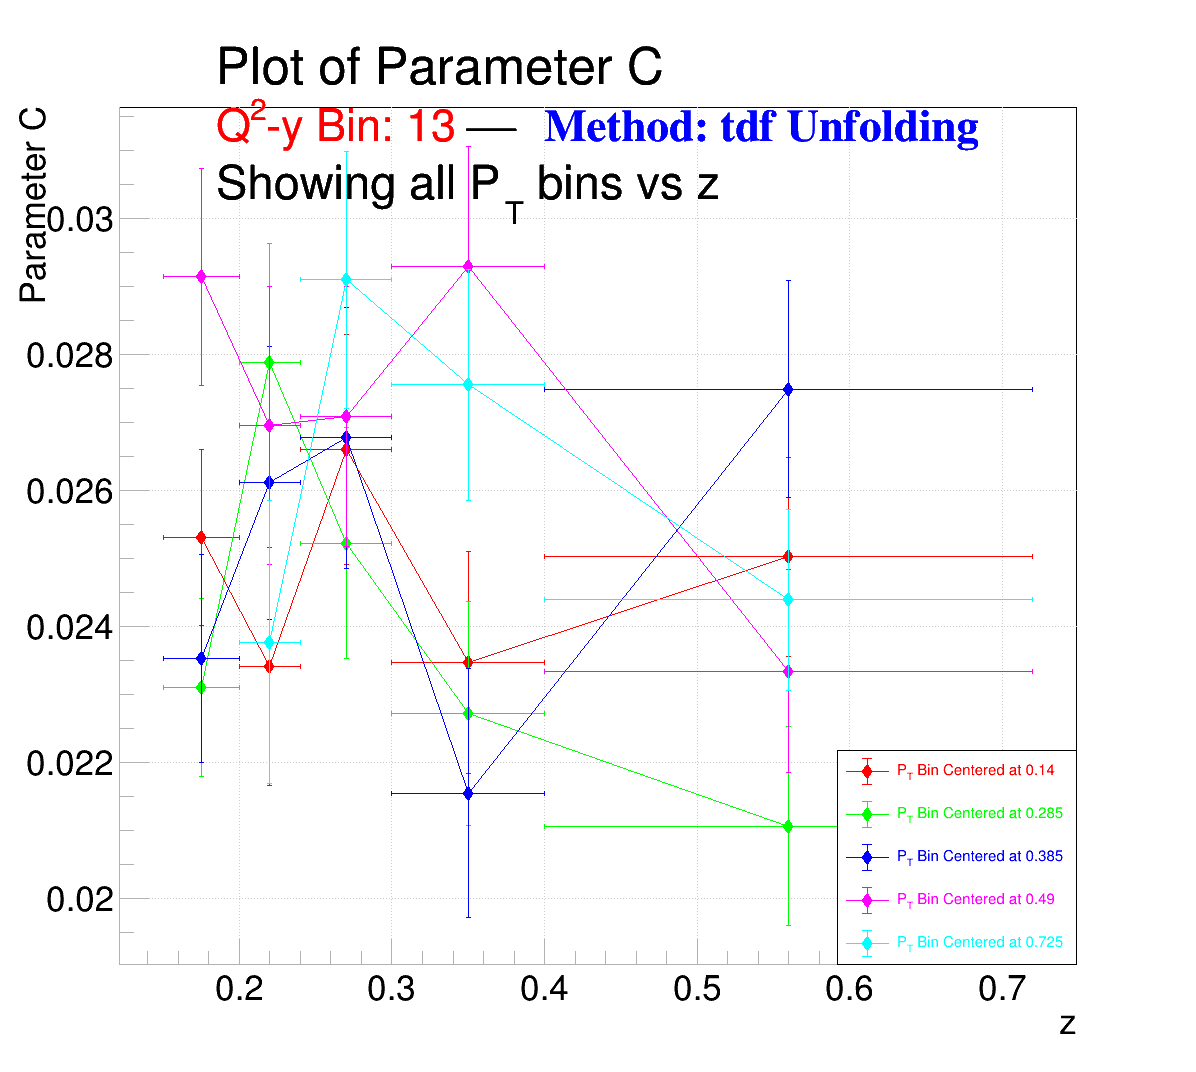 Plot of Parameter C
Q2-y Bin: 13 — Method: tdf Unfolding
Showing all PT bins vs z
Parameter C
0.03
0.028
0.026
0.024
0.022
0.02
0.2 0.3 0.4 0.5 0.6 0.7
z
PT Bin Centered at 0.14
PT Bin Centered at 0.285
PT Bin Centered at 0.385
PT Bin Centered at 0.49
PT Bin Centered at 0.725